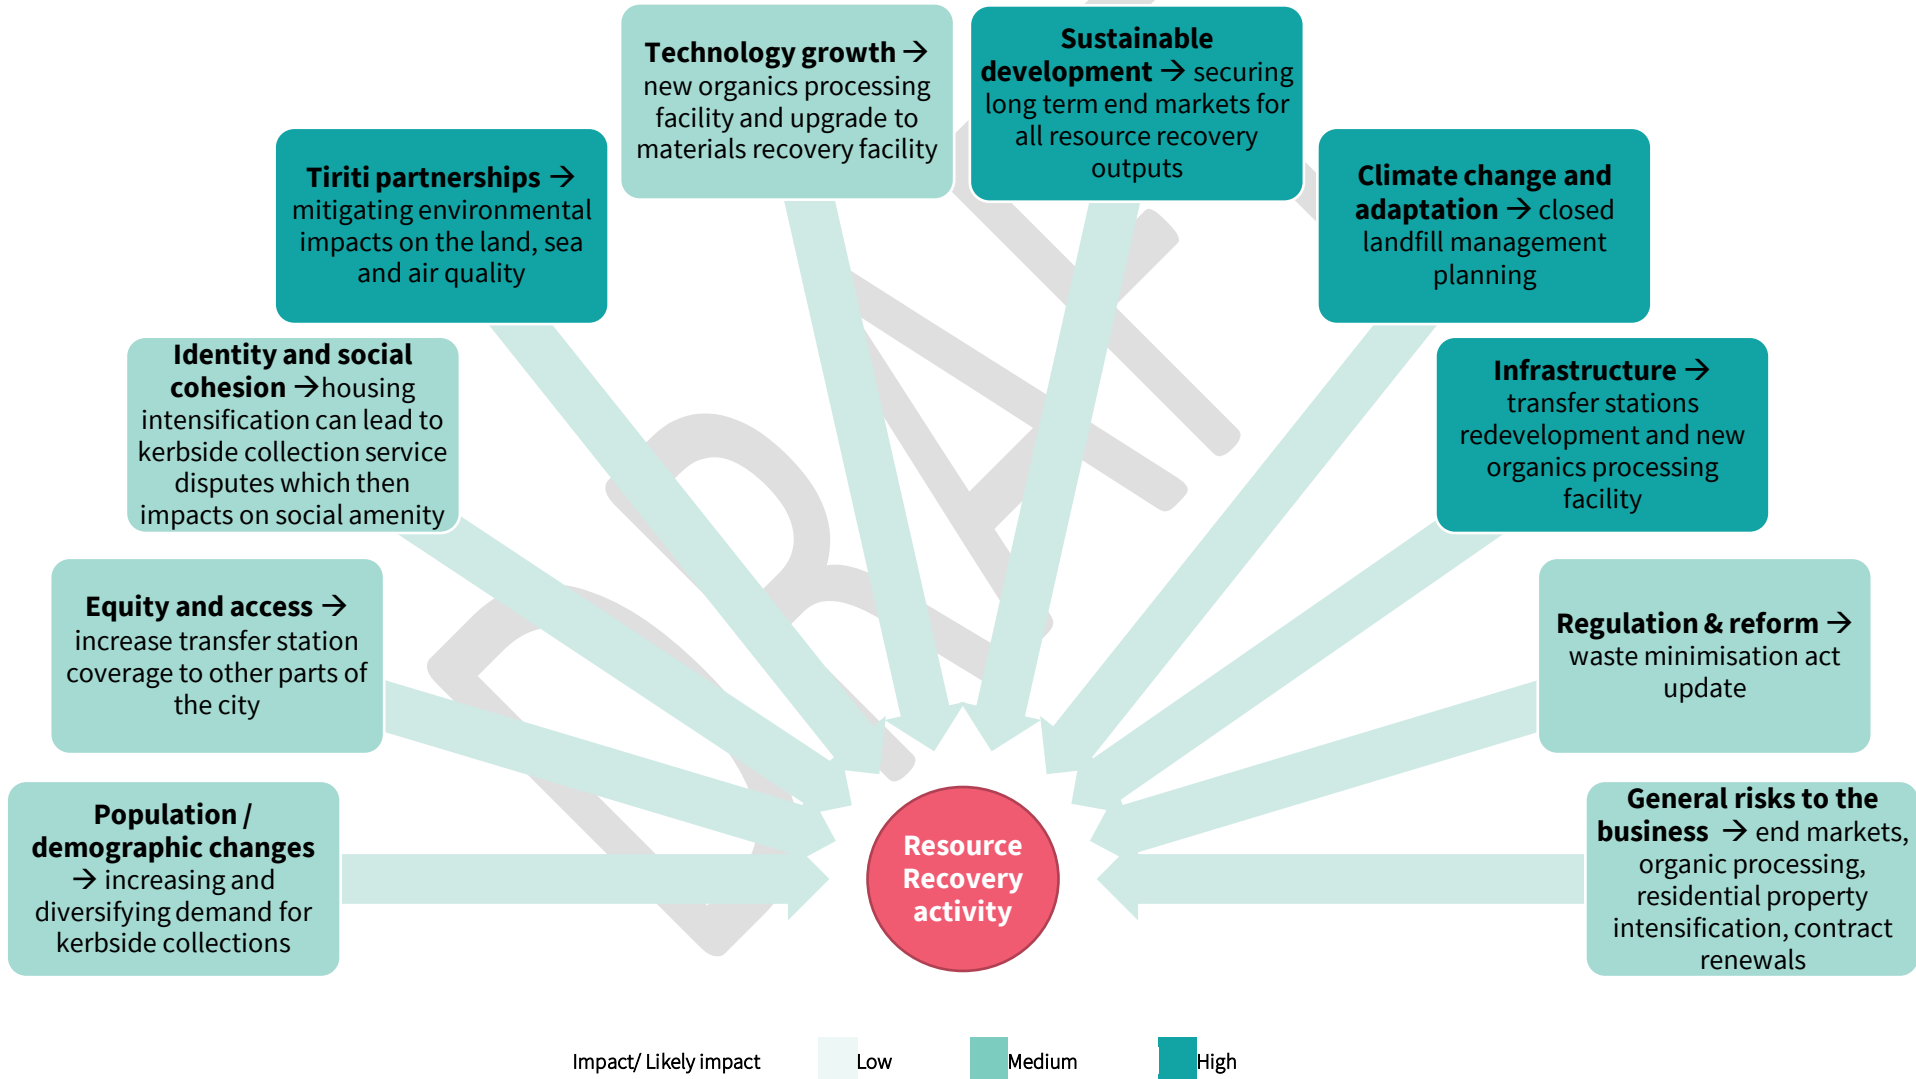 Technology growth →
new organics processing
facility and upgrade to
materials recovery facility
Sustainable
development → securing
long term end markets for
all resource recovery
outputs
Tiriti partnerships →
mitigating environmental
impacts on the land, sea
and air quality
Climate change and
adaptation → closed
landfill management
planning
Identity and social
cohesion →housing
intensification can lead to
kerbside collection service
disputes which then
impacts on social amenity
Infrastructure →
transfer stations
redevelopment and new
organics processing
facility
Equity and access →
increase transfer station
coverage to other parts of
the city
Regulation & reform →
waste minimisation act
update
Population /
demographic changes
→ increasing and
diversifying demand for
kerbside collections
General risks to the
business → end markets,
organic processing,
residential property
intensification, contract
renewals
Resource
Recovery
activity
DRAFT
Impact/ Likely impact
Low
Medium
High